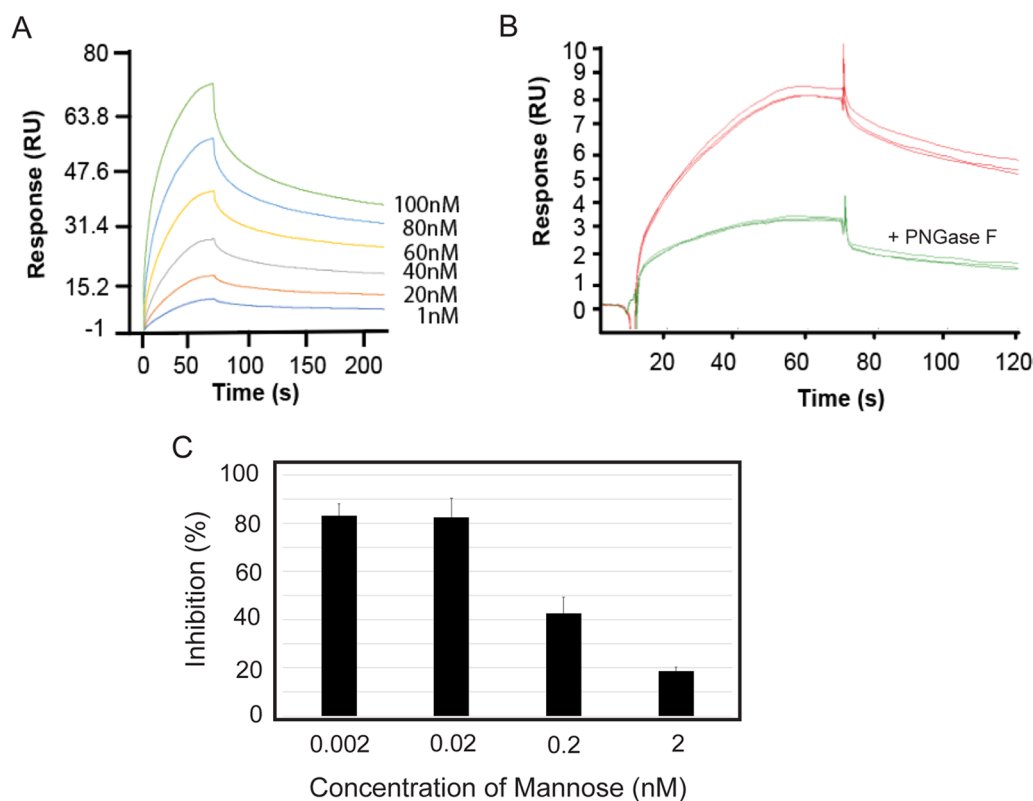 A
80
63.8
47.6
31.4
15.2
-1
Response (RU)
0 50 100 150 200
Time (s)
100nM
80nM
60nM
40nM
20nM
1nM
B
10
9
8
7
6
5
4
3
2
1
0
Response (RU)
+ PNGase F
20 40 60 80 100 120
Time (s)
C
100
80
60
40
20
0
Inhibition (%)
0.002 0.02 0.2 2
Concentration of Mannose (nM)